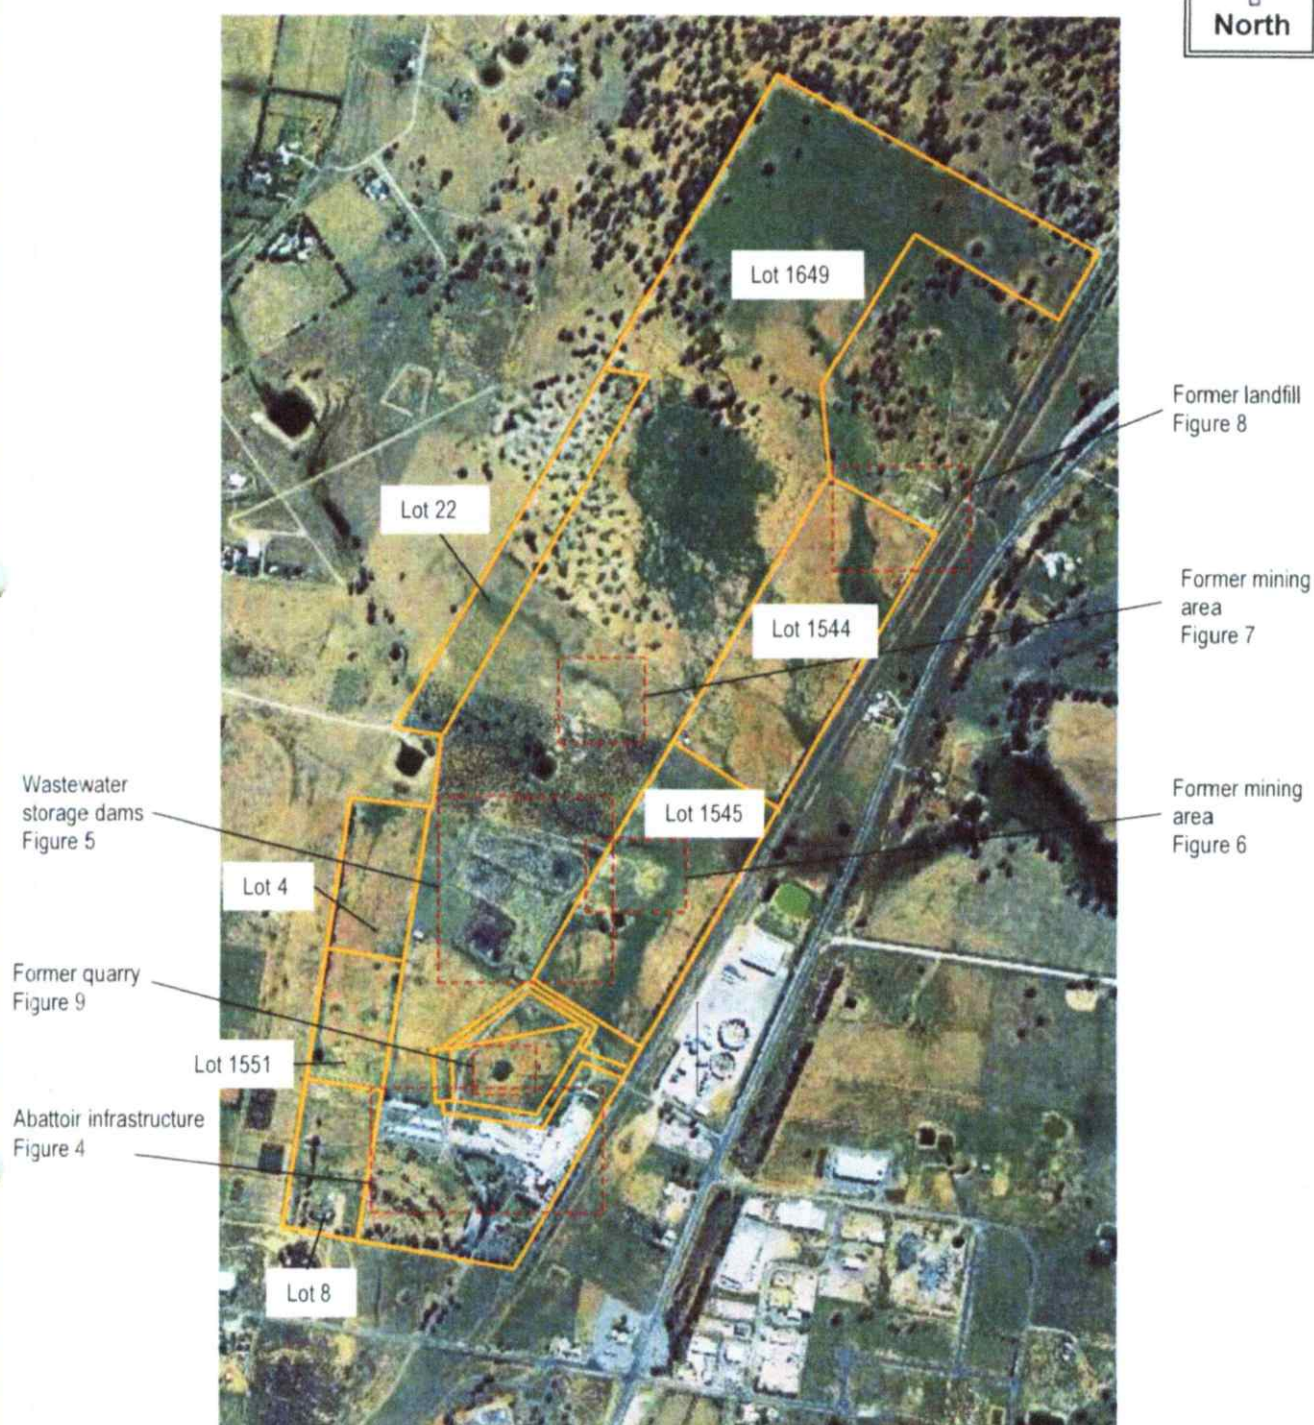 North
Lot 1649
Former landfill
Figure 8
Lot 22
Former mining
area
Figure 7
Lot 1544
Wastewater
storage dams
Figure 5
Lot 1545
Former mining
area
Figure 6
Lot 4
Former quarry
Figure 9
Lot 1551
Abattoir infrastructure
Figure 4
Lot 8